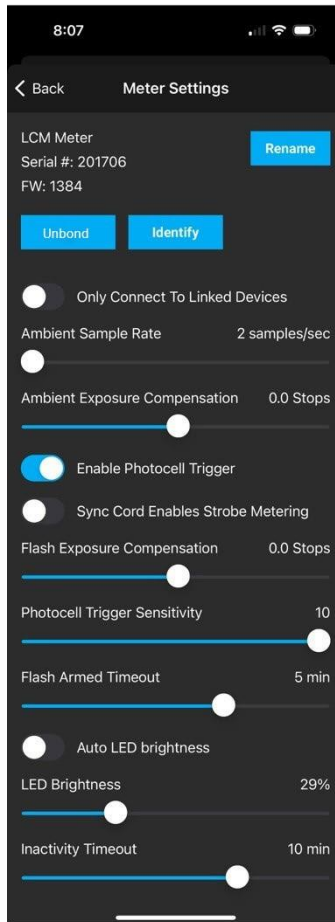 8:07
Back
Meter Settings
LCM Meter
Rename
Serial #: 201706
FW: 1384
Unbond
Identify
Only Connect To Linked Devices
Ambient Sample Rate 2 samples/sec
Ambient Exposure Compensation 0.0 Stops
Enable Photocell Trigger
Sync Cord Enables Strobe Metering
Flash Exposure Compensation 0.0 Stops
Photocell Trigger Sensitivity 10
Flash Armed Timeout 5 min
Auto LED brightness
LED Brightness 29%
Inactivity Timeout 10 min